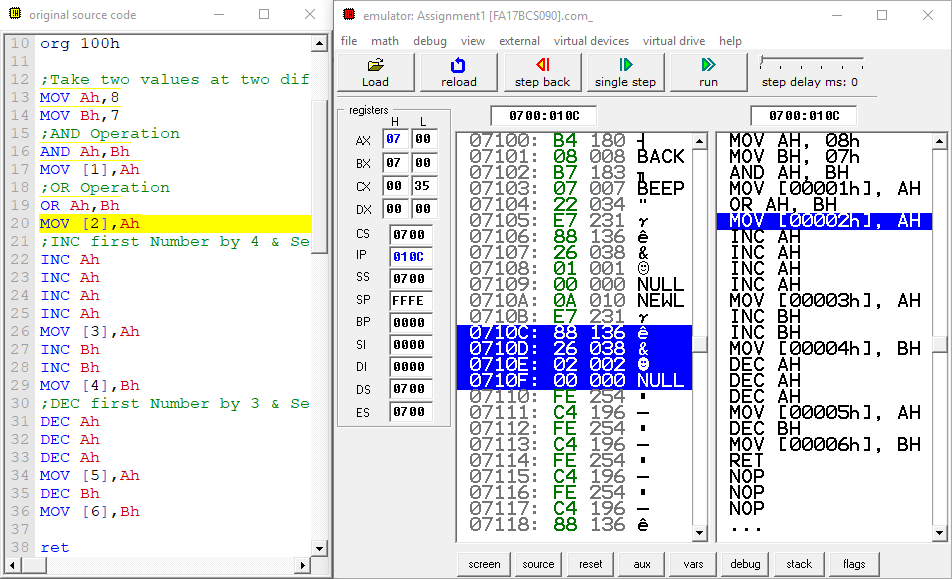 original source code
10 org 100h
11
12 ;Take two values at two dif
13 MOV Ah,8
14 MOV Bh,7
15 ;AND Operation
16 AND Ah,Bh
17 MOV [1],Ah
18 ;OR Operation
19 OR Ah,Bh
20 MOV [2],Ah
21 ;INC first Number by 4 & Se
22 INC Ah
23 INC Ah
24 INC Ah
25 INC Ah
26 MOV [3],Ah
27 INC Bh
28 INC Bh
29 MOV [4],Bh
30 ;DEC first Number by 3 & Se
31 DEC Ah
32 DEC Ah
33 DEC Ah
34 MOV [5],Ah
35 DEC Bh
36 MOV [6],Bh
37
38 ret
emulator: Assignment1 [FA17BCS090].com_
file math debug view external virtual devices virtual drive help
Load reload step back single step run step delay ms: 0
registers
H L
AX 07 00
BX 07 00
CX 00 35
DX 00 00
CS 0700
IP 010C
SS 0700
SP FFFE
BP 0000
SI 0000
DI 0000
DS 0700
ES 0700
0700:010C
07100: B4 180 ┤
07101: 08 008 BACK
07102: B7 183 ╖
07103: 07 007 BEEP
07104: 22 034 "
07105: E7 231 γ
07106: 88 136 ê
07107: 26 038 &
07108: 01 001 ☺
07109: 00 000 NULL
0710A: 0A 010 NEWL
0710B: E7 231 γ
0710C: 88 136 ê
0710D: 26 038 &
0710E: 02 002 ☻
0710F: 00 000 NULL
07110: FE 254 ■
07111: C4 196 ─
07112: FE 254 ■
07113: C4 196 ─
07114: FE 254 ■
07115: C4 196 ─
07116: FE 254 ■
07117: C4 196 ─
07118: 88 136 ê
0700:010C
MOV AH, 08h
MOV BH, 07h
AND AH, BH
MOV [00001h], AH
OR AH, BH
MOV [00002h], AH
INC AH
INC AH
INC AH
INC AH
MOV [00003h], AH
INC BH
INC BH
MOV [00004h], BH
DEC AH
DEC AH
DEC AH
MOV [00005h], AH
DEC BH
MOV [00006h], BH
RET
NOP
NOP
NOP
...
screen source reset aux vars debug stack flags